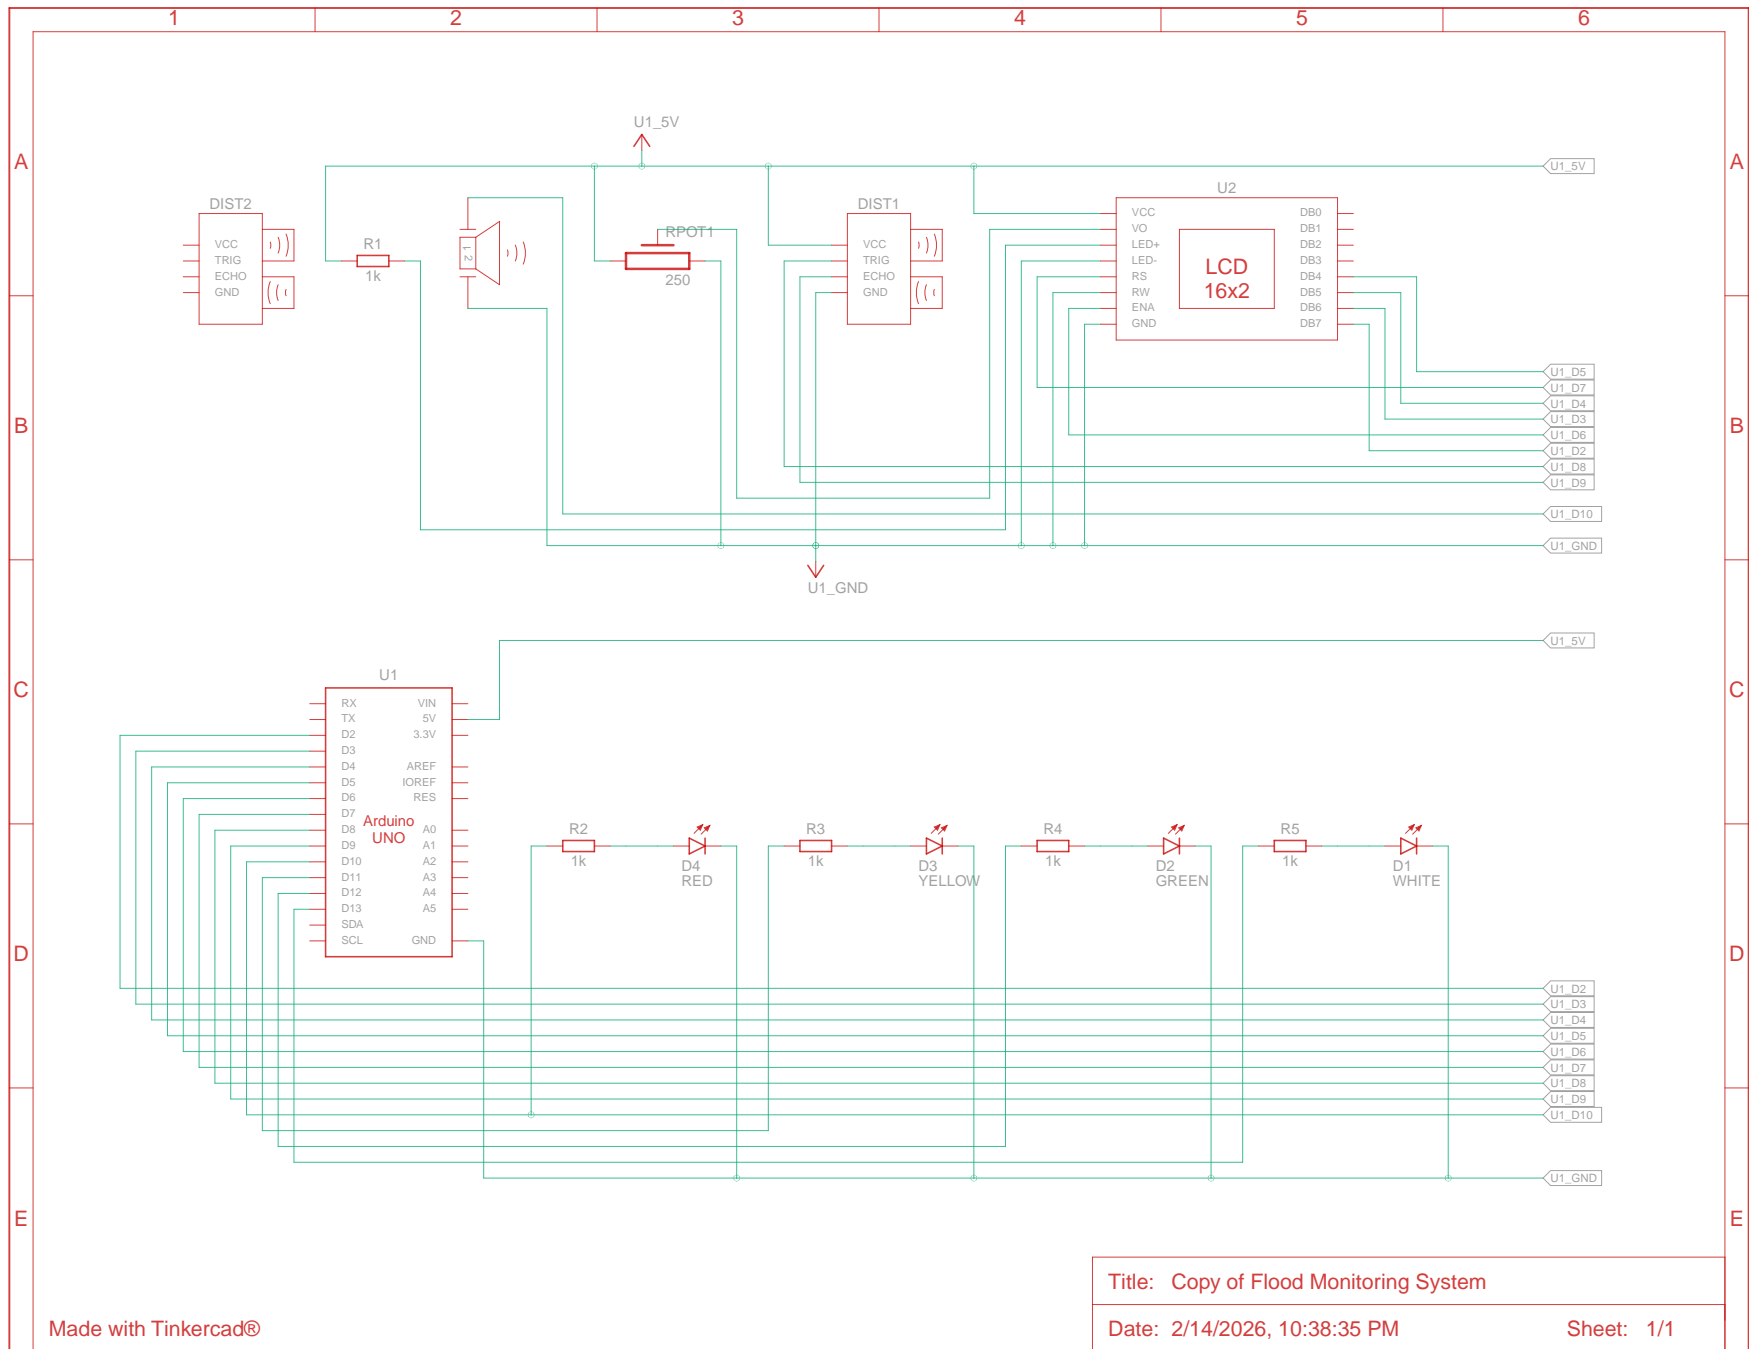 1 2 3 4 5 6
U1_5V
A A
U1_5V
DIST2 DIST1 U2
VCC
TRIG
ECHO
GND
R1
1k
1 2
RPOT1
250
VCC
TRIG
ECHO
GND
VCC DB0
VO DB1
LED+ DB2
LED- DB3
RS DB4
RW DB5
ENA DB6
GND DB7
LCD
16x2
U1_D5
U1_D7
U1_D4
U1_D3
U1_D6
U1_D2
U1_D8
U1_D9
B B
U1_D10
U1_GND
U1_GND
U1_5V
C C
U1
RX VIN
TX 5V
D2 3.3V
D3
D4 AREF
D5 IOREF
D6 RES
D7
D8 A0
D9 A1
D10 A2
D11 A3
D12 A4
D13 A5
SDA
SCL GND
Arduino
UNO
R2
1k
D4
RED
R3
1k
D3
YELLOW
R4
1k
D2
GREEN
R5
1k
D1
WHITE
D D
U1_D2
U1_D3
U1_D4
U1_D5
U1_D6
U1_D7
U1_D8
U1_D9
U1_D10
U1_GND
E E
Title: Copy of Flood Monitoring System
Made with Tinkercad®
Date: 2/14/2026, 10:38:35 PM Sheet: 1/1